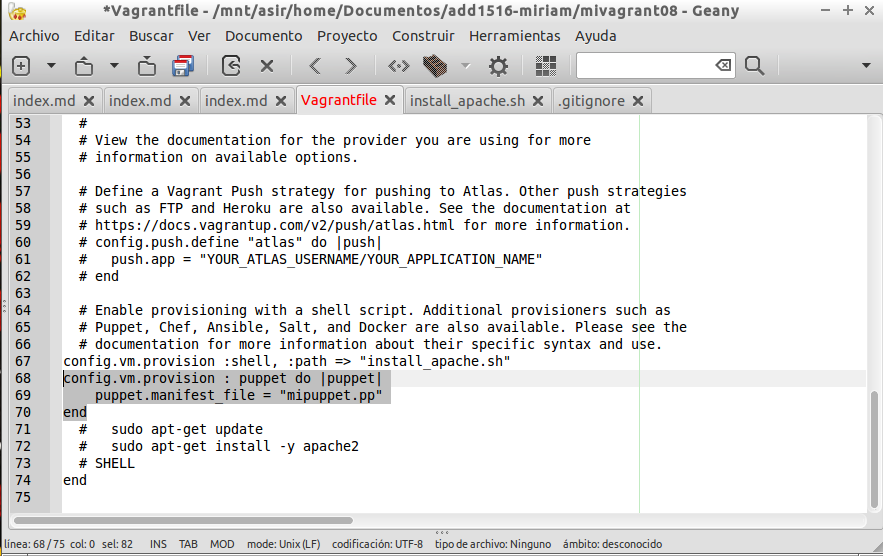 *Vagrantfile - /mnt/asir/home/Documentos/add1516-miriam/mivagrant08 - Geany
Archivo Editar Buscar Ver Documento Proyecto Construir Herramientas Ayuda
index.md index.md index.md Vagrantfile install_apache.sh .gitignore
53 #
54 # View the documentation for the provider you are using for more
55 # information on available options.
56
57 # Define a Vagrant Push strategy for pushing to Atlas. Other push strategies
58 # such as FTP and Heroku are also available. See the documentation at
59 # https://docs.vagrantup.com/v2/push/atlas.html for more information.
60 # config.push.define "atlas" do |push|
61 #   push.app = "YOUR_ATLAS_USERNAME/YOUR_APPLICATION_NAME"
62 # end
63
64 # Enable provisioning with a shell script. Additional provisioners such as
65 # Puppet, Chef, Ansible, Salt, and Docker are also available. Please see the
66 # documentation for more information about their specific syntax and use.
67 config.vm.provision :shell, :path => "install_apache.sh"
68 config.vm.provision : puppet do |puppet|
69     puppet.manifest_file = "mipuppet.pp"
70 end
71 #   sudo apt-get update
72 #   sudo apt-get install -y apache2
73 # SHELL
74 end
75
línea: 68 / 75 col: 0 sel: 82 INS TAB MOD modo: Unix (LF) codificación: UTF-8 tipo de archivo: Ninguno ámbito: desconocido